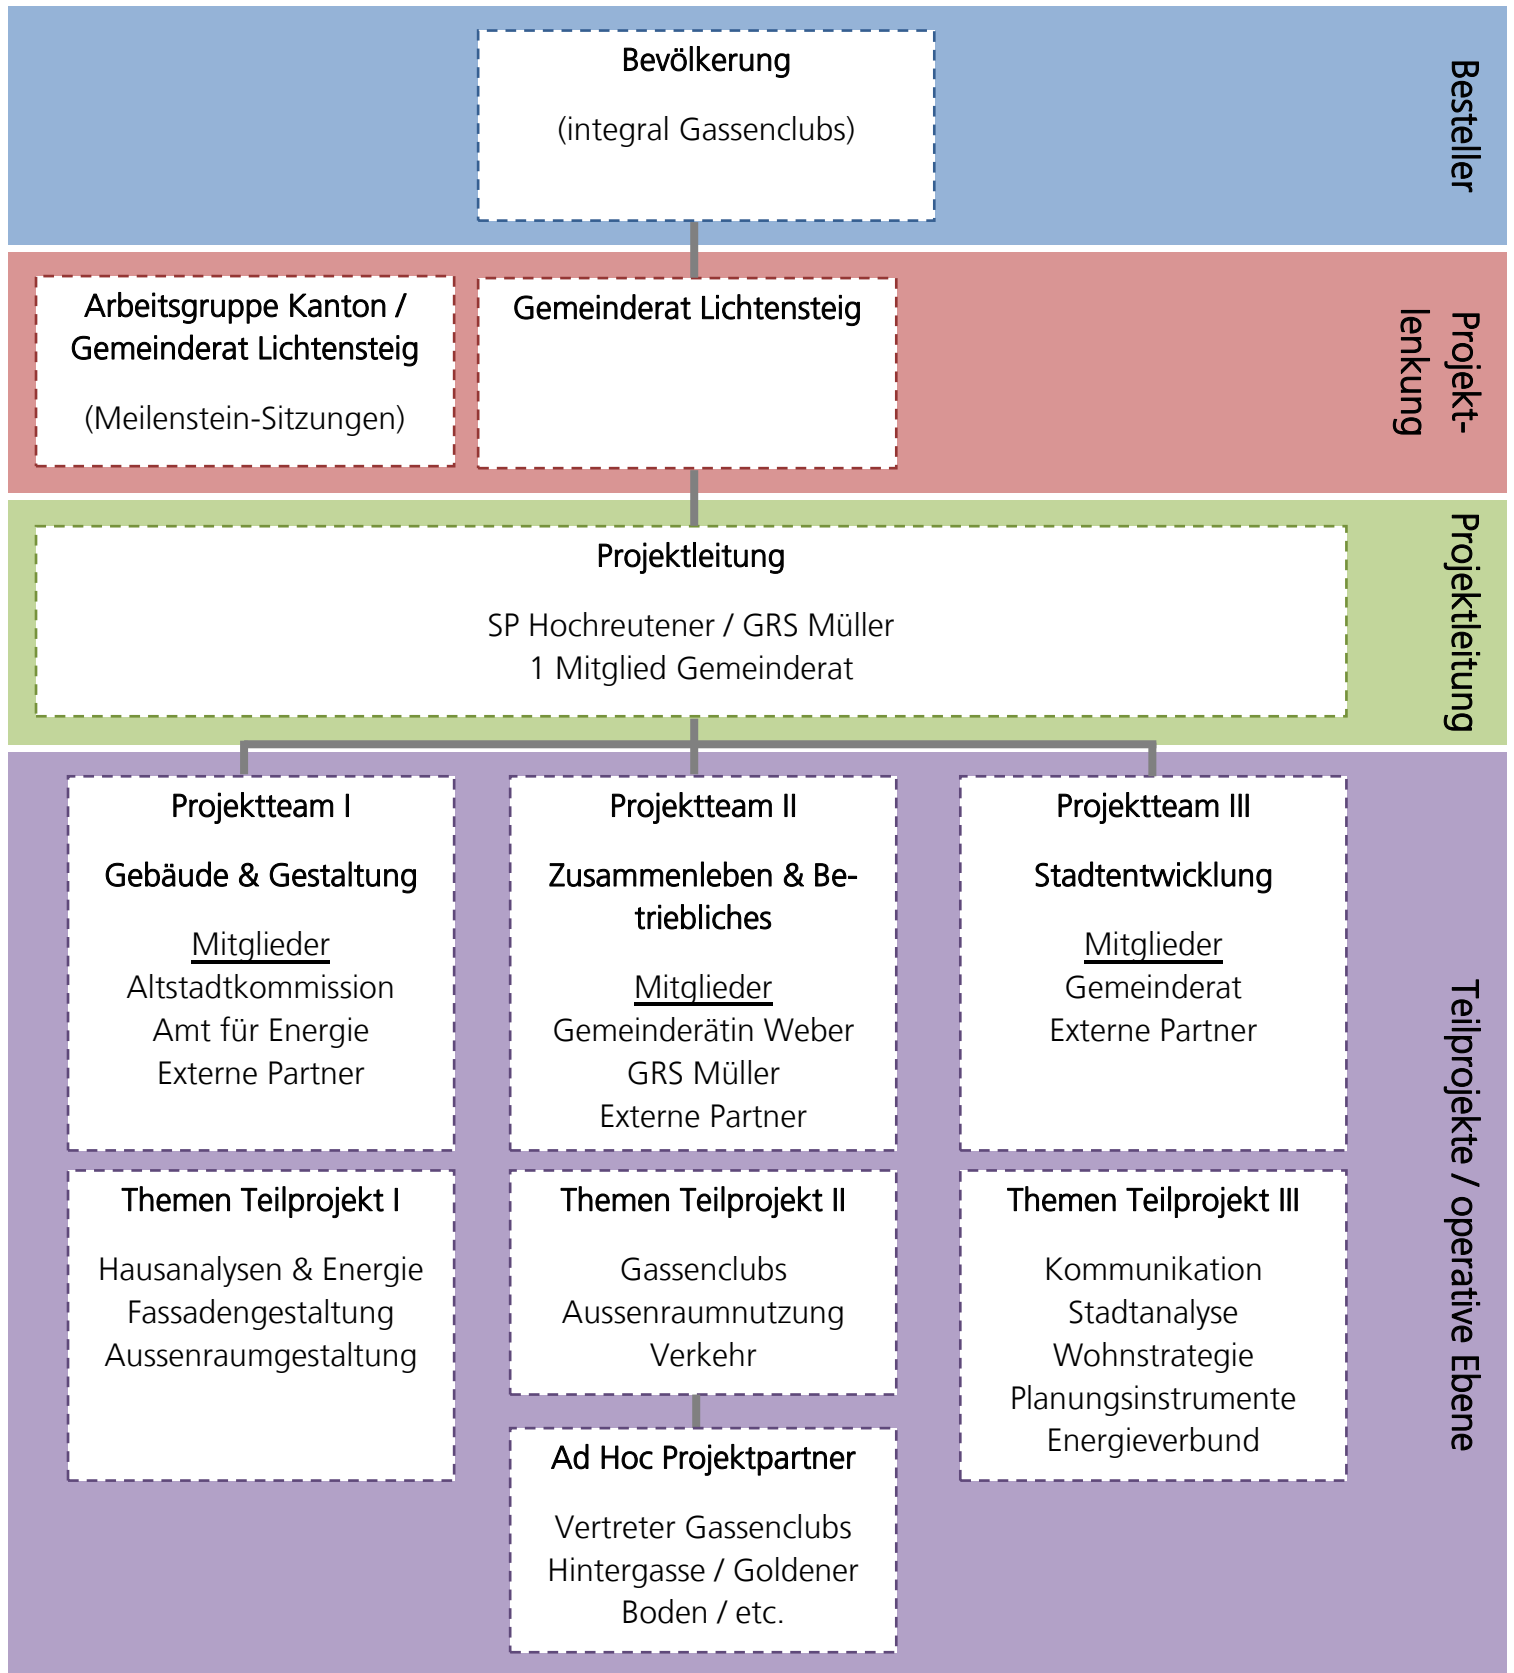 Bevölkerung
(integral Gassenclubs)
Besteller
Arbeitsgruppe Kanton /
Gemeinderat Lichtensteig
(Meilenstein-Sitzungen)
Gemeinderat Lichtensteig
Projekt-
lenkung
Projektleitung
SP Hochreutener / GRS Müller
1 Mitglied Gemeinderat
Projektleitung
Projektteam I
Gebäude & Gestaltung
Mitglieder
Altstadtkommission
Amt für Energie
Externe Partner
Projektteam II
Zusammenleben & Be-
triebliches
Mitglieder
Gemeinderätin Weber
GRS Müller
Externe Partner
Projektteam III
Stadtentwicklung
Mitglieder
Gemeinderat
Externe Partner
Themen Teilprojekt I
Hausanalysen & Energie
Fassadengestaltung
Aussenraumgestaltung
Themen Teilprojekt II
Gassenclubs
Aussenraumnutzung
Verkehr
Themen Teilprojekt III
Kommunikation
Stadtanalyse
Wohnstrategie
Planungsinstrumente
Energieverbund
Ad Hoc Projektpartner
Vertreter Gassenclubs
Hintergasse / Goldener
Boden / etc.
Teilprojekte / operative Ebene